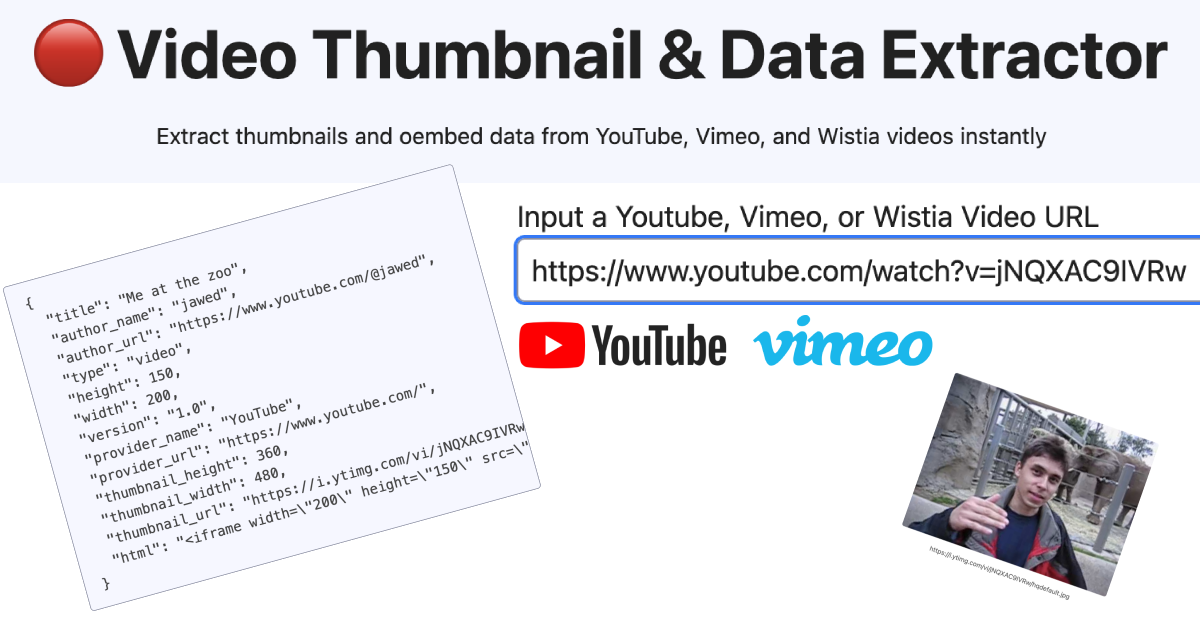 Video Thumbnail & Data Extractor
Extract thumbnails and oembed data from YouTube, Vimeo, and Wistia videos instantly
{
"title": "Me at the zoo",
"author_name": "jawed",
"author_url": "https://www.youtube.com/@jawed",
"type": "video",
"height": 150,
"width": 200,
"version": "1.0",
"provider_name": "YouTube",
"provider_url": "https://www.youtube.com/",
"thumbnail_height": 360,
"thumbnail_width": 480,
"thumbnail_url": "https://i.ytimg.com/vi/jNQXAC9IVRw
"html": "<iframe width=\"200\" height=\"150\" src=\"
}
Input a Youtube, Vimeo, or Wistia Video URL
https://www.youtube.com/watch?v=jNQXAC9IVRw
YouTube vimeo
https://i.ytimg.com/vi/jNQXAC9IVRw/hqdefault.jpg